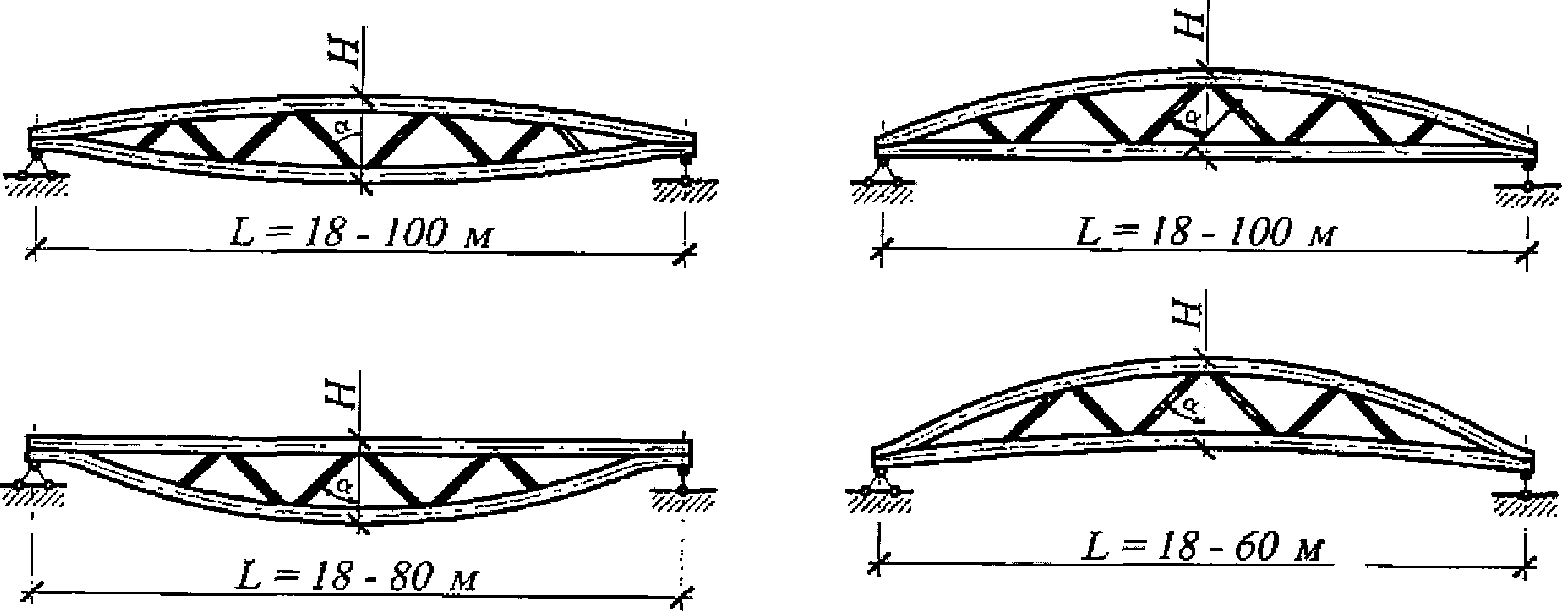 H
α
L = 18 - 100 м
H
α
L = 18 - 100 м
H
α
L = 18 - 80 м
H
α
L = 18 - 60 м